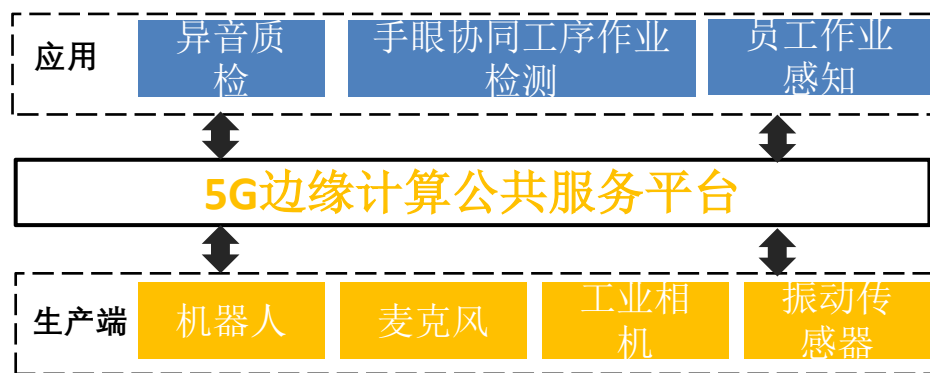 应用
异音质
检
手眼协同工序作业
检测
员工作业
感知
5G边缘计算公共服务平台
生产端
机器人
麦克风
工业相
机
振动传
感器